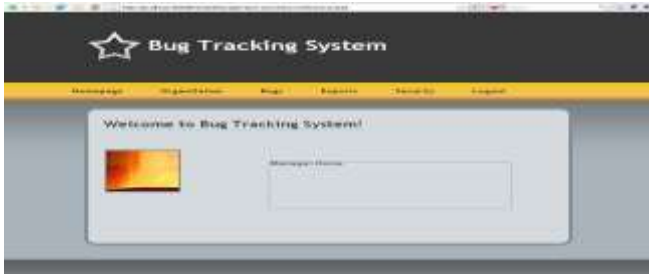 Bug Tracking System
Homepage Organization Bugs Reports Security Logout
Welcome to Bug Tracking System!
Manager Home